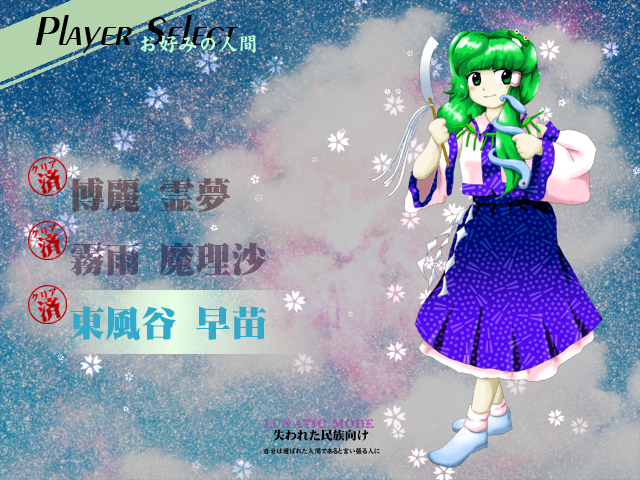 PLAYER SELECT
お好みの人間
クリア済
博麗 霊夢
クリア済
霧雨 魔理沙
クリア済
東風谷 早苗
LUNATIC MODE
失われた民族向け
自分は選ばれた人間であると言い張る人に